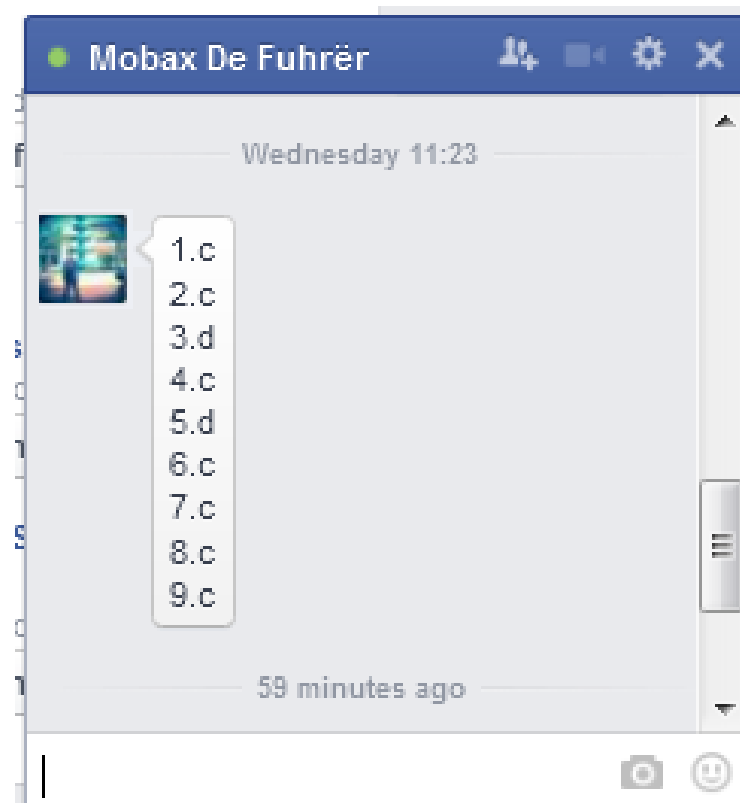 Mobax De Fuhrër
Wednesday 11:23
1.c
2.c
3.d
4.c
5.d
6.c
7.c
8.c
9.c
59 minutes ago